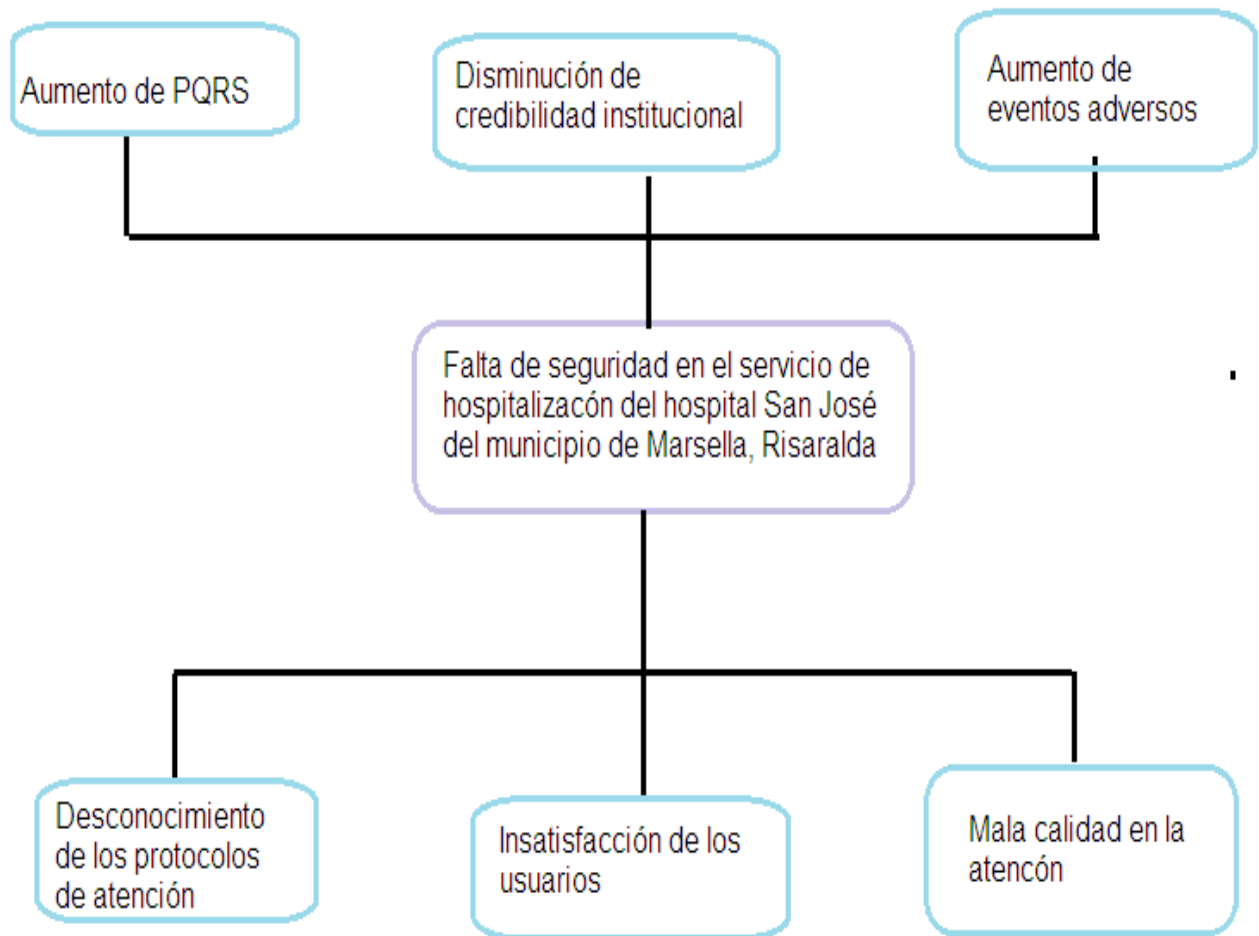 Aumento de PQRS
Disminución de
credibilidad institucional
Aumento de
eventos adversos
Falta de seguridad en el servicio de
hospitalizacón del hospital San José
del municipio de Marsella, Risaralda
Desconocimiento
de los protocolos
de atención
Insatisfacción de los
usuarios
Mala calidad en la
atencón